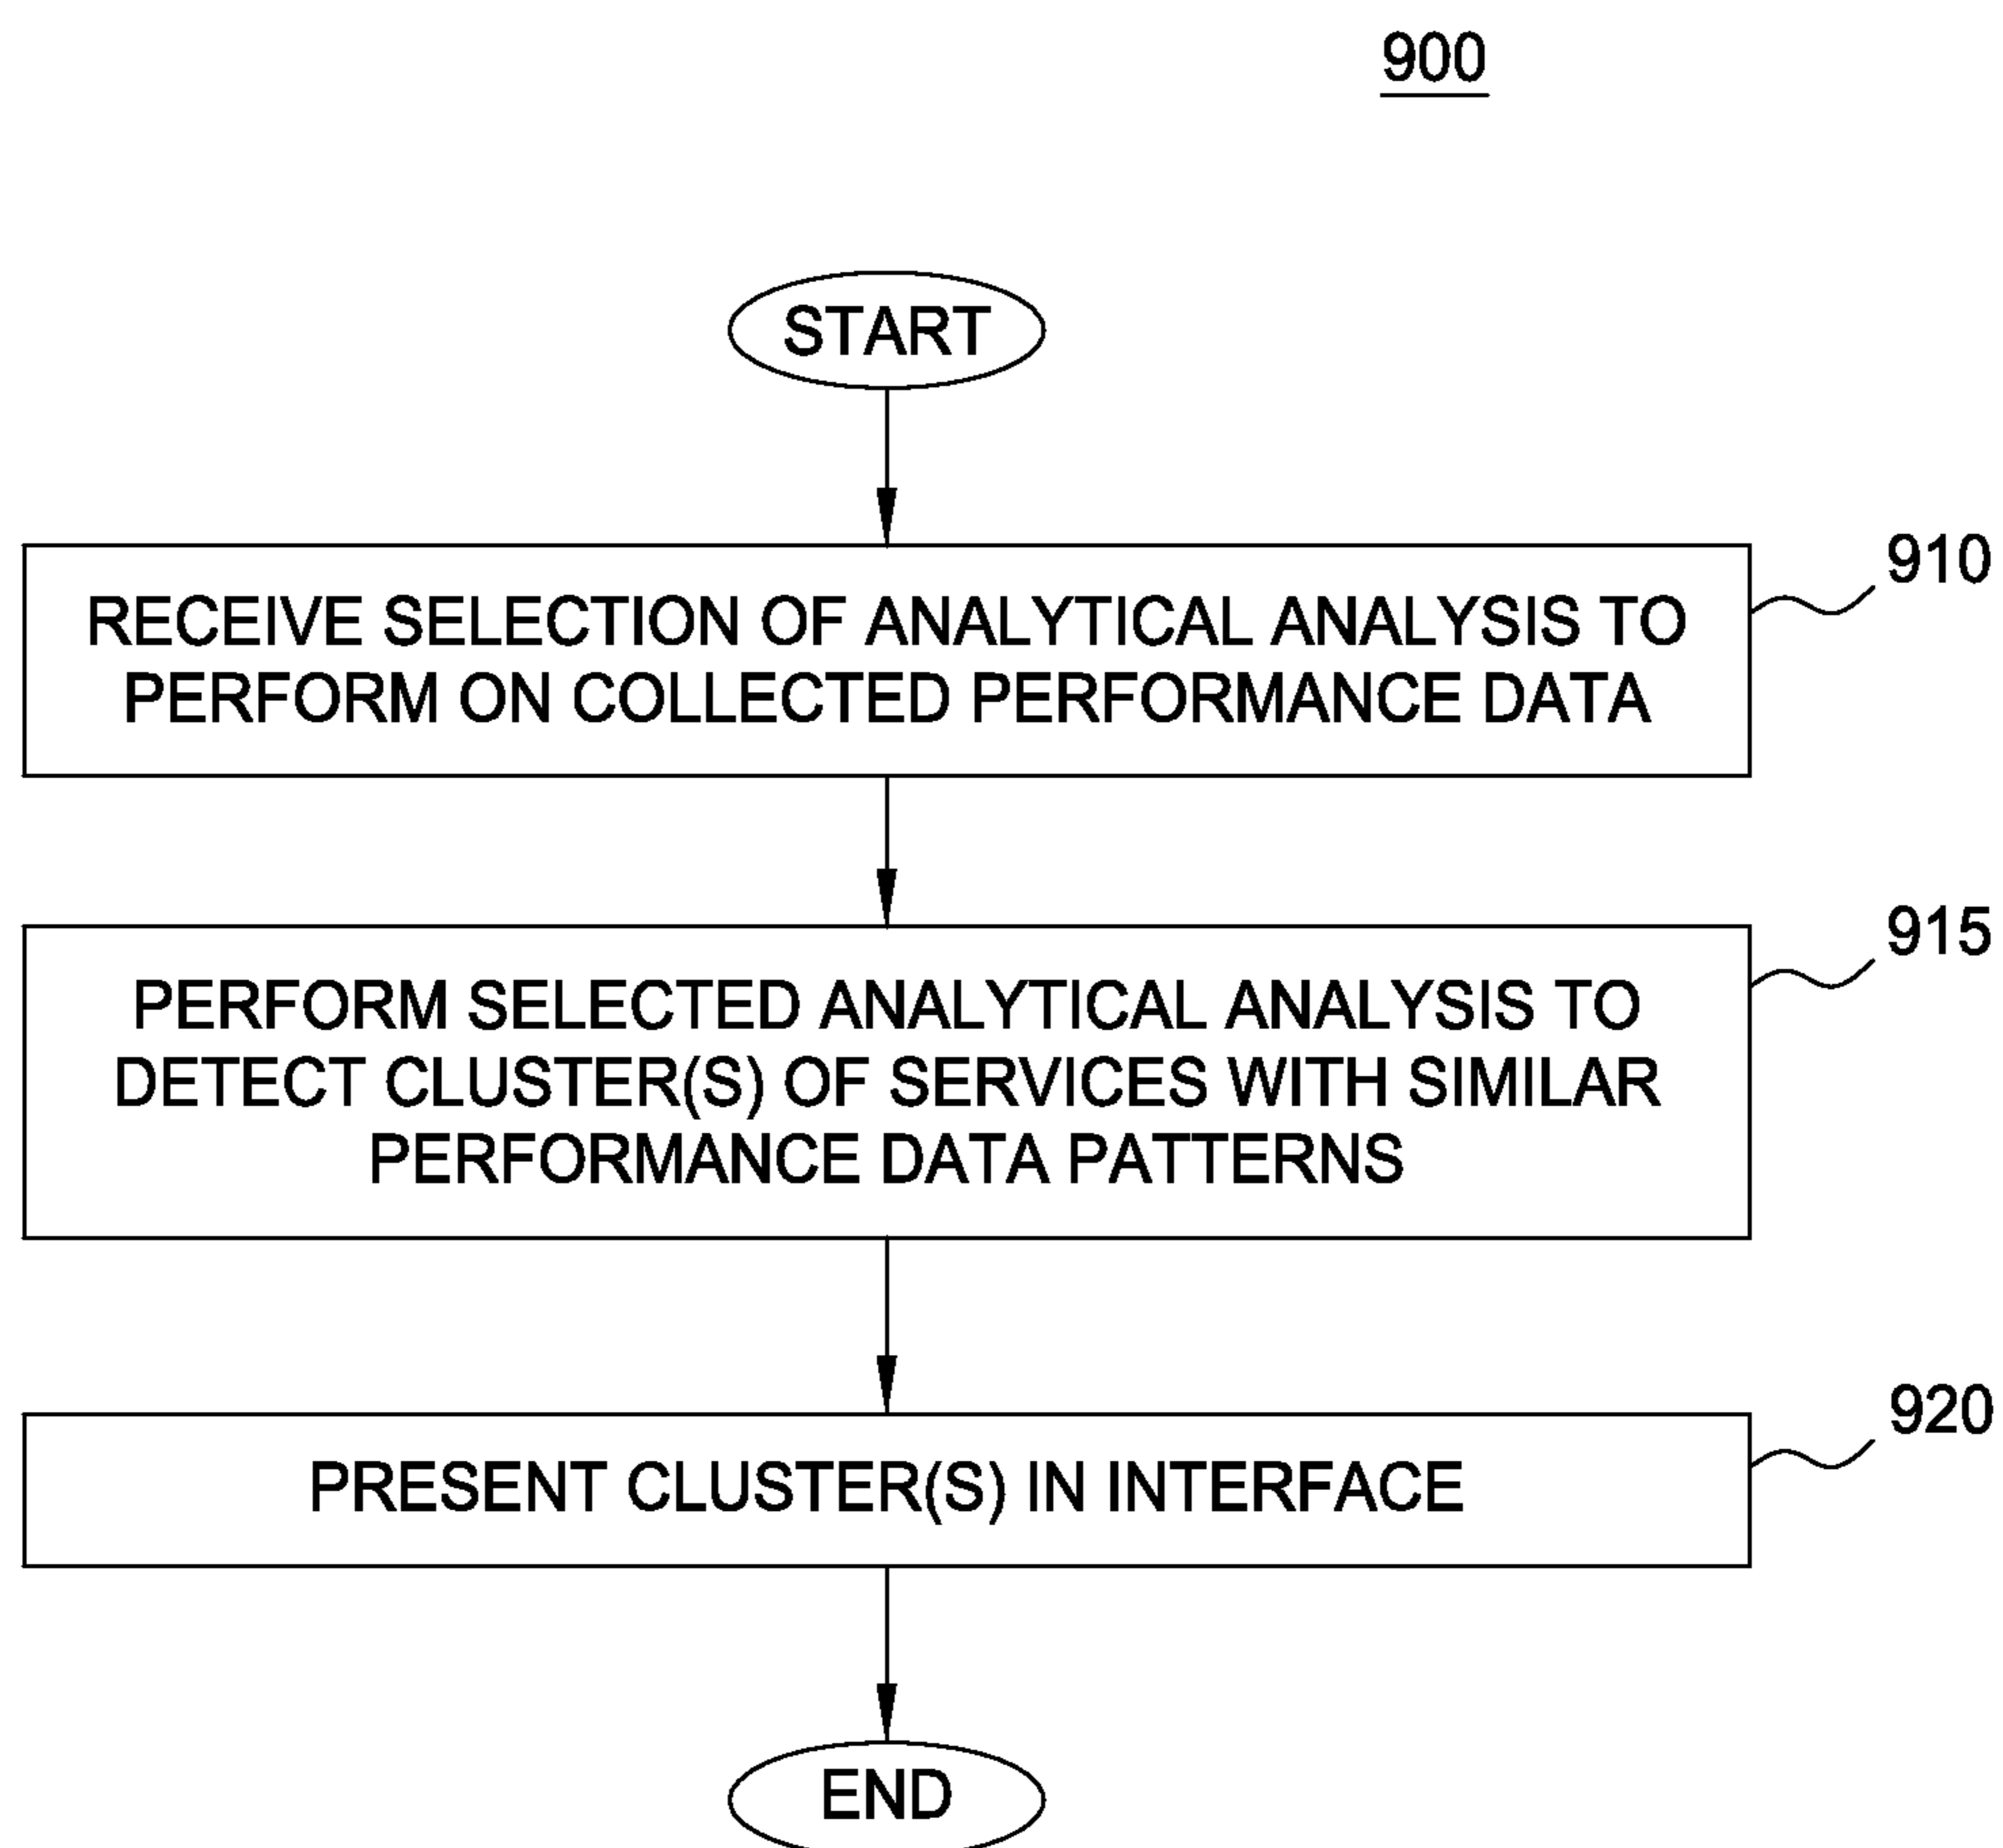 900
START
910
RECEIVE SELECTION OF ANALYTICAL ANALYSIS TO
PERFORM ON COLLECTED PERFORMANCE DATA
915
PERFORM SELECTED ANALYTICAL ANALYSIS TO
DETECT CLUSTER(S) OF SERVICES WITH SIMILAR
PERFORMANCE DATA PATTERNS
920
PRESENT CLUSTER(S) IN INTERFACE
END